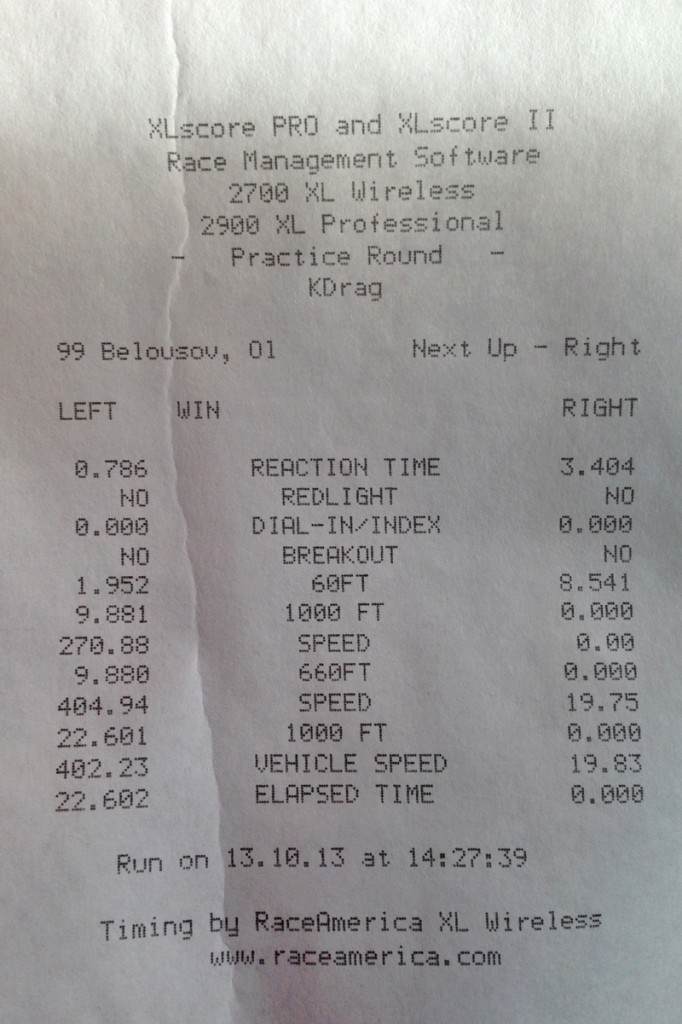 XLscore PRO and XLscore II
Race Management Software
2700 XL Wireless
2900 XL Professional
- Practice Round -
KDrag
99 Belousov, Ol Next Up - Right
LEFT WIN RIGHT
0.786 REACTION TIME 3.404
NO REDLIGHT NO
0.000 DIAL-IN/INDEX 0.000
NO BREAKOUT NO
1.952 60FT 8.541
9.881 1000 FT 0.000
270.88 SPEED 0.00
9.880 660FT 0.000
404.94 SPEED 19.75
22.601 1000 FT 0.000
402.23 VEHICLE SPEED 19.83
22.602 ELAPSED TIME 0.000
Run on 13.10.13 at 14:27:39
Timing by RaceAmerica XL Wireless
www.raceamerica.com